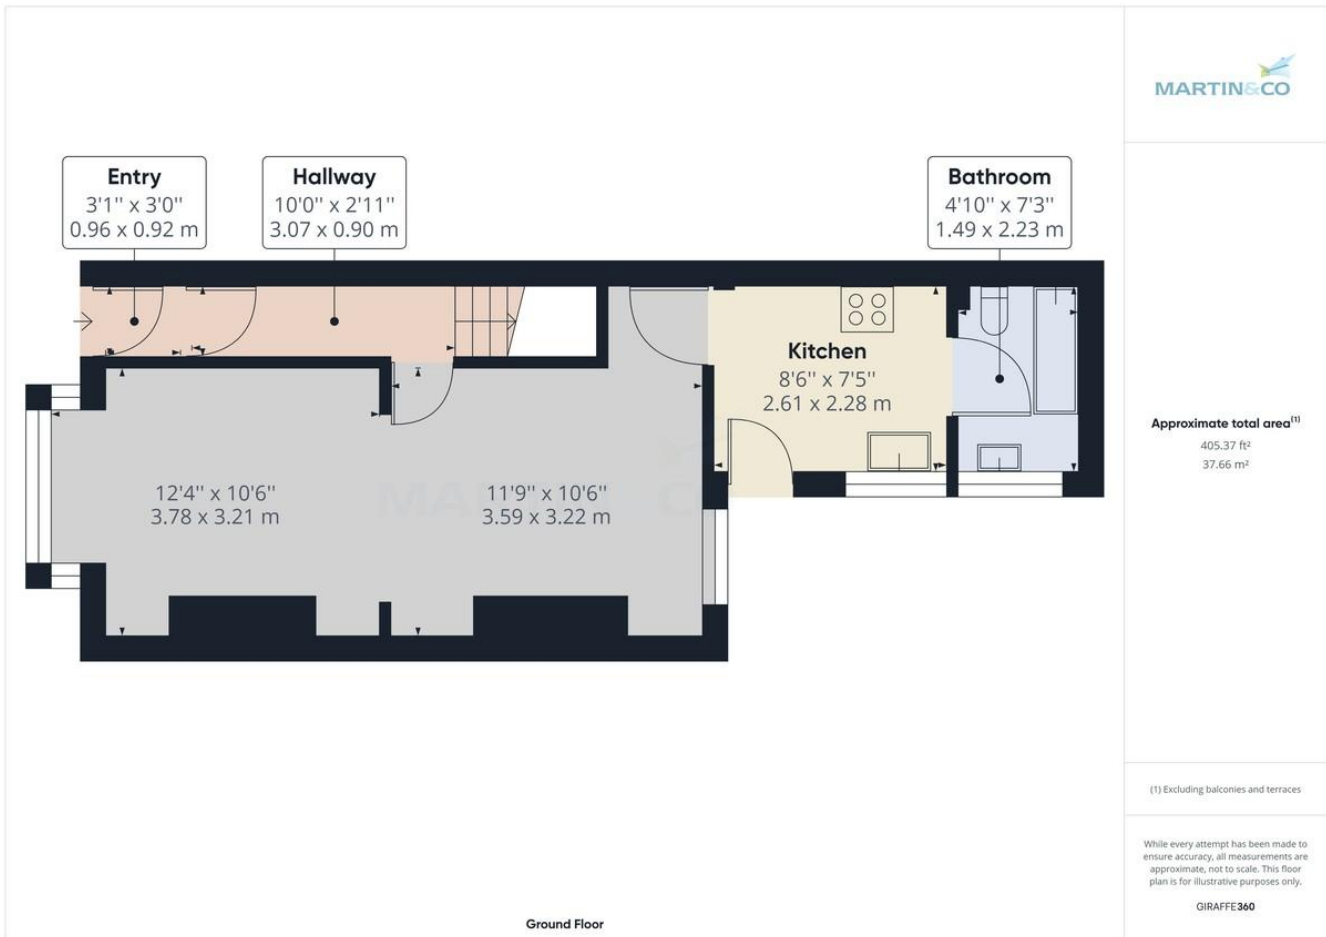 MARTIN&CO
Entry
3'1'' x 3'0''
0.96 x 0.92 m
Hallway
10'0'' x 2'11''
3.07 x 0.90 m
Bathroom
4'10'' x 7'3''
1.49 x 2.23 m
Kitchen
8'6'' x 7'5''
2.61 x 2.28 m
12'4'' x 10'6''
3.78 x 3.21 m
11'9'' x 10'6''
3.59 x 3.22 m
MARTIN&CO
Approximate total area(1)
405.37 ft²
37.66 m²
(1) Excluding balconies and terraces
While every attempt has been made to
ensure accuracy, all measurements are
approximate, not to scale. This floor
plan is for illustrative purposes only.
GIRAFFE360
Ground Floor